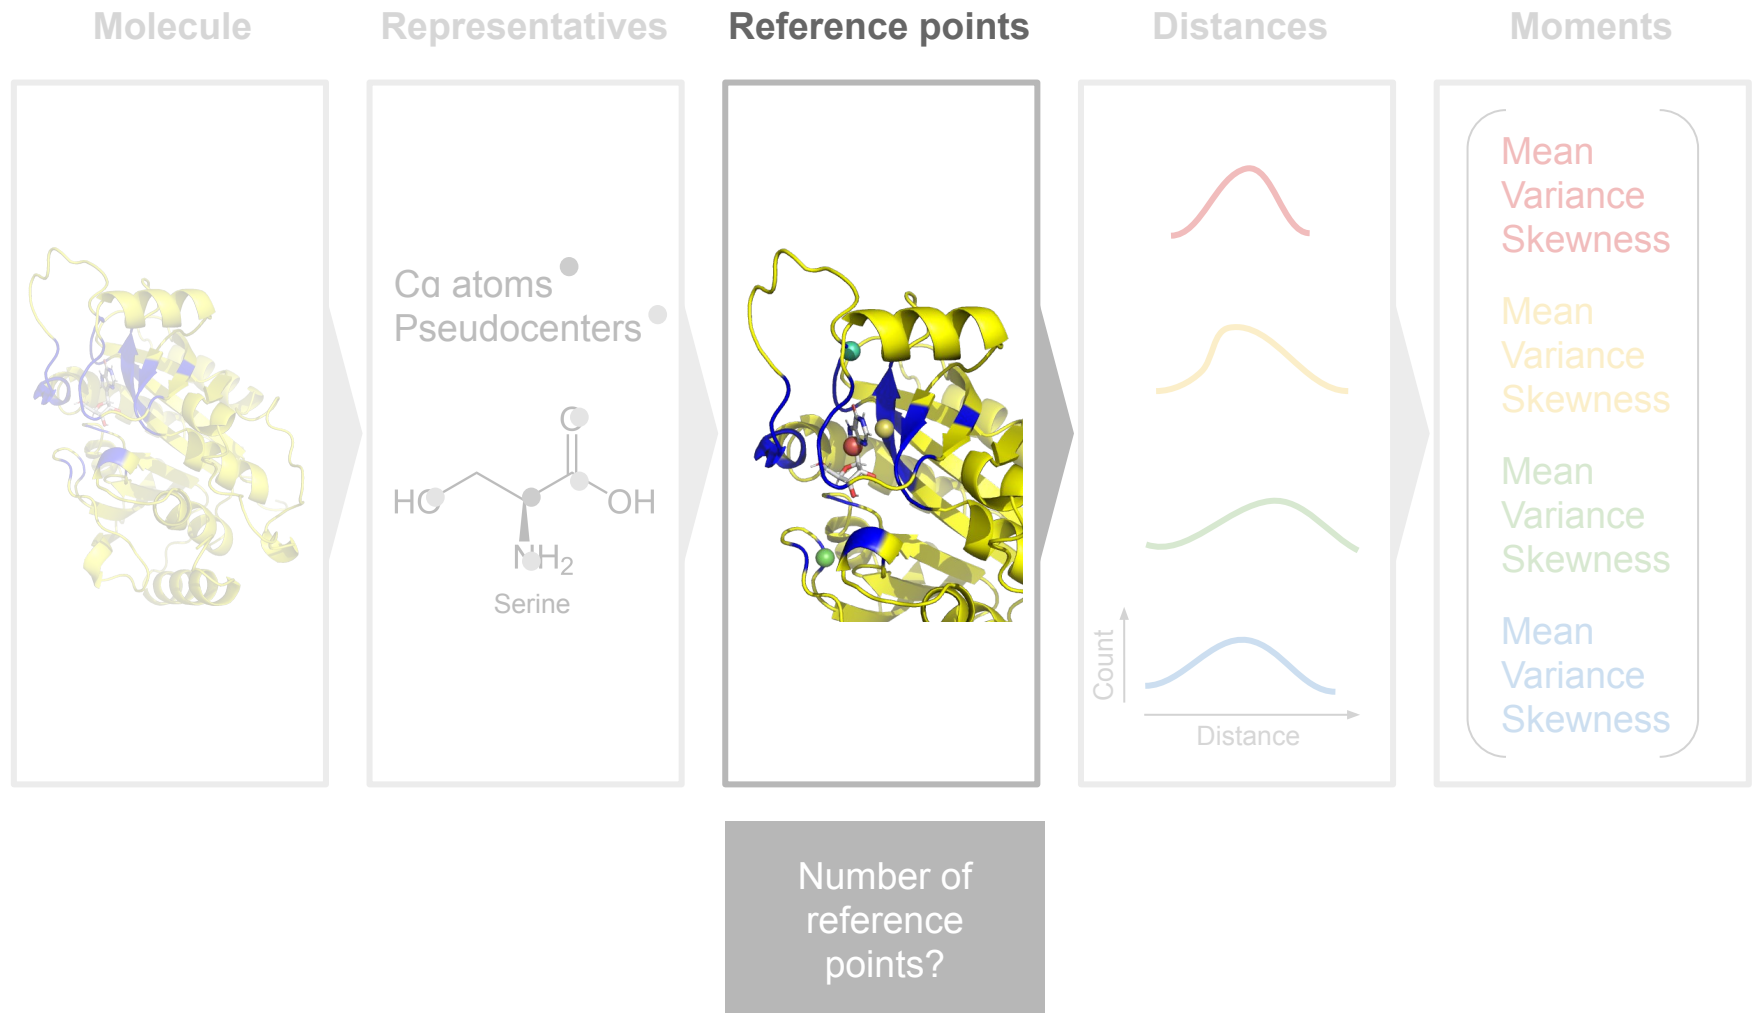 Molecule
Representatives
Reference points
Distances
Moments
Cα atoms
Pseudocenters
O
HO
OH
NH2
Serine
Count
Distance
Mean
Variance
Skewness
Mean
Variance
Skewness
Mean
Variance
Skewness
Mean
Variance
Skewness
Number of
reference
points?